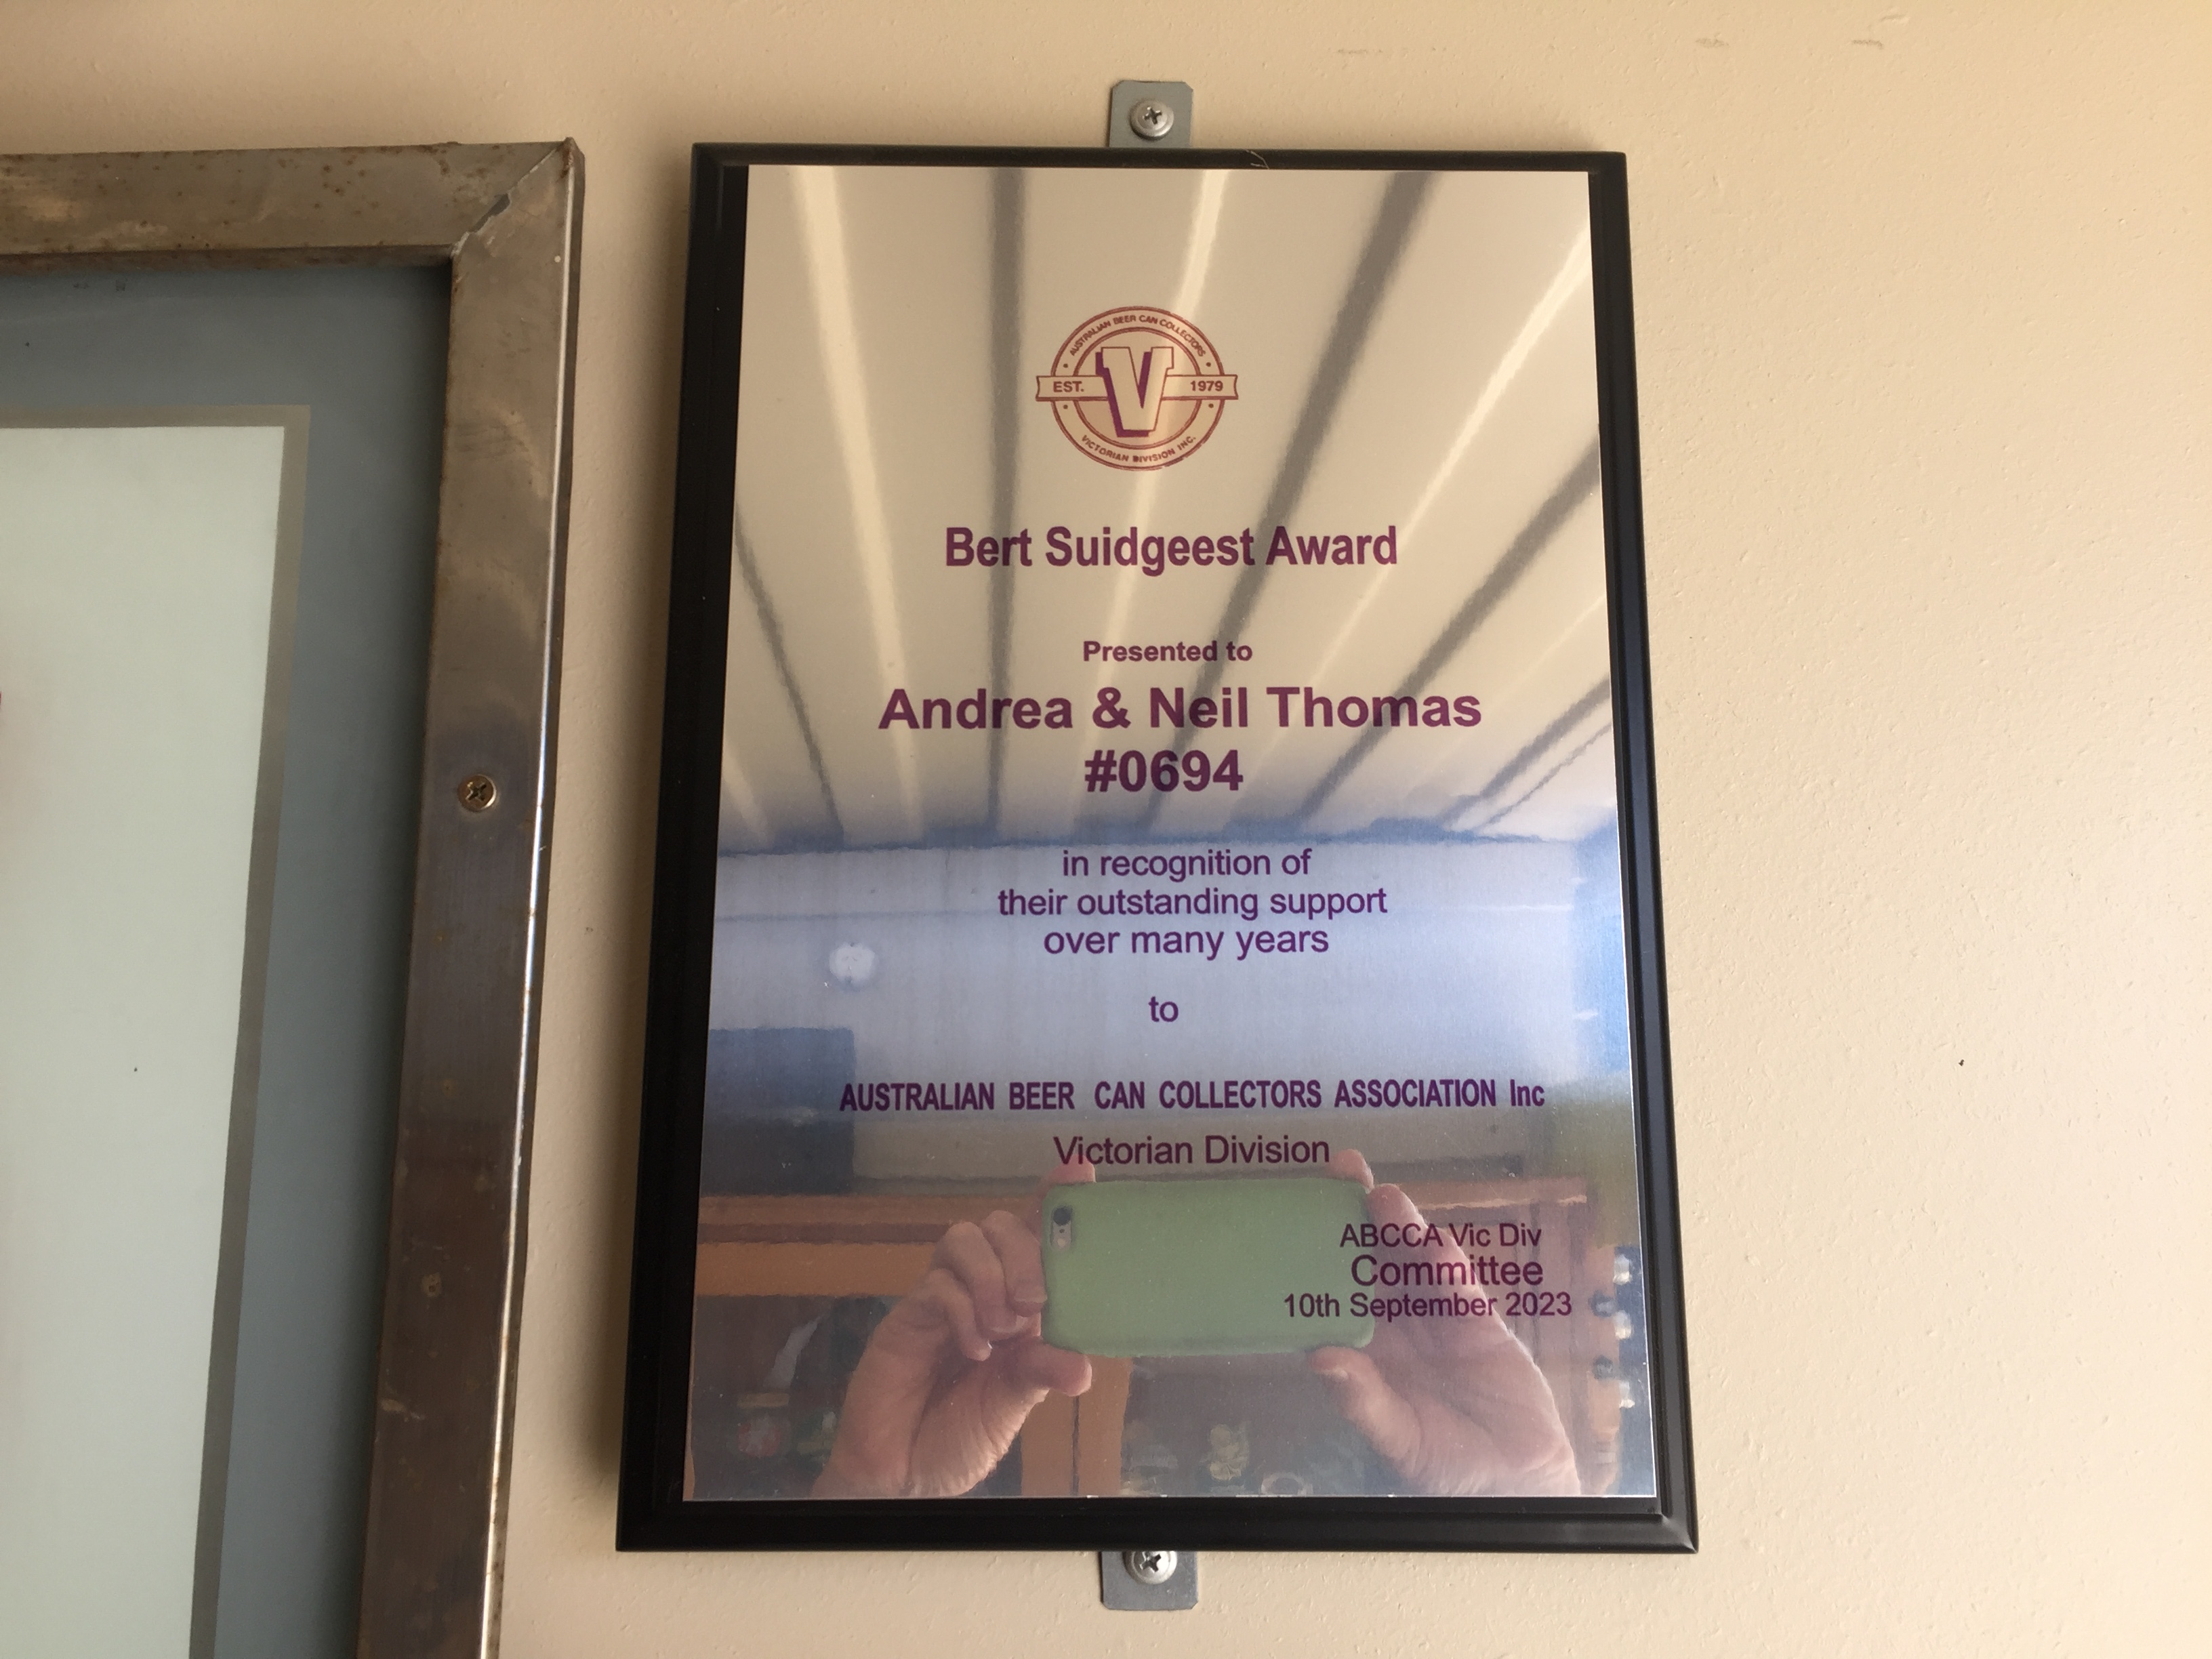 AUSTRALIAN BEER CAN COLLECTORS
EST. V 1979
VICTORIAN DIVISION INC.
Bert Suidgeest Award
Presented to
Andrea & Neil Thomas
#0694
in recognition of
their outstanding support
over many years
to
AUSTRALIAN BEER CAN COLLECTORS ASSOCIATION Inc
Victorian Division
ABCCA Vic Div
Committee
10th September 2023